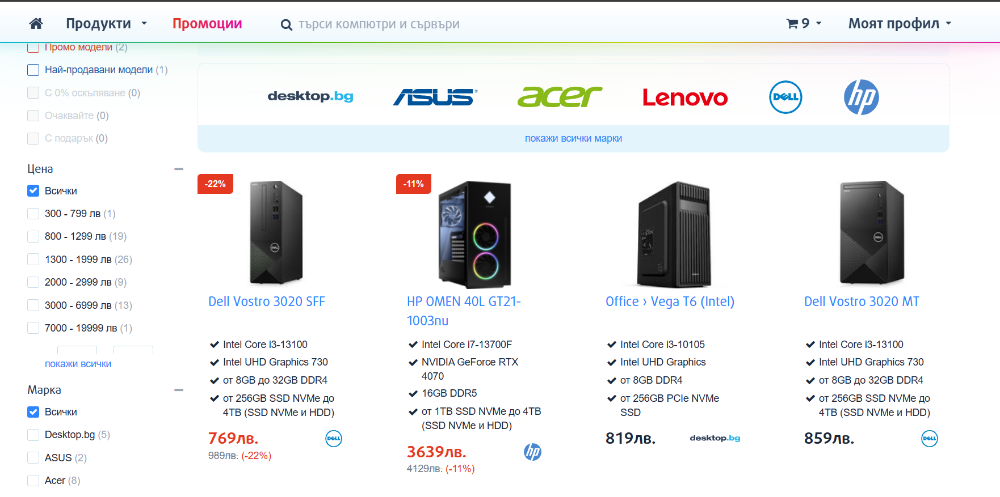 Продукти
Промоции
търси компютри и сървъри
9
Моят профил
Промо модели (2)
Най-продавани модели (1)
С 0% оскъпяване (0)
Очаквайте (0)
С подарък (0)
desktop.bg
ASUS®
acer
Lenovo
DELL
hp
покажи всички марки
Цена
Всички
300 - 799 лв (1)
800 - 1299 лв (19)
1300 - 1999 лв (26)
2000 - 2999 лв (9)
3000 - 6999 лв (13)
7000 - 19999 лв (1)
покажи всички
Марка
Всички
Desktop.bg (5)
ASUS (2)
Acer (8)
-22%
DELL
Dell Vostro 3020 SFF
Intel Core i3-13100
Intel UHD Graphics 730
от 8GB до 32GB DDR4
от 256GB SSD NVMe до
4TB (SSD NVMe и HDD)
769лв.
989лв. (-22%)
DELL
-11%
HP OMEN 40L GT21-
1003nu
Intel Core i7-13700F
NVIDIA GeForce RTX
4070
16GB DDR5
от 1TB SSD NVMe до 4TB
(SSD NVMe и HDD)
3639лв.
4129лв. (-11%)
hp
Office › Vega T6 (Intel)
Intel Core i3-10105
Intel UHD Graphics
от 8GB DDR4
от 256GB PCIe NVMe
SSD
819лв.
desktop.bg
DELL
Dell Vostro 3020 MT
Intel Core i3-13100
Intel UHD Graphics 730
от 8GB до 32GB DDR4
от 256GB SSD NVMe до
4TB (SSD NVMe и HDD)
859лв.
DELL